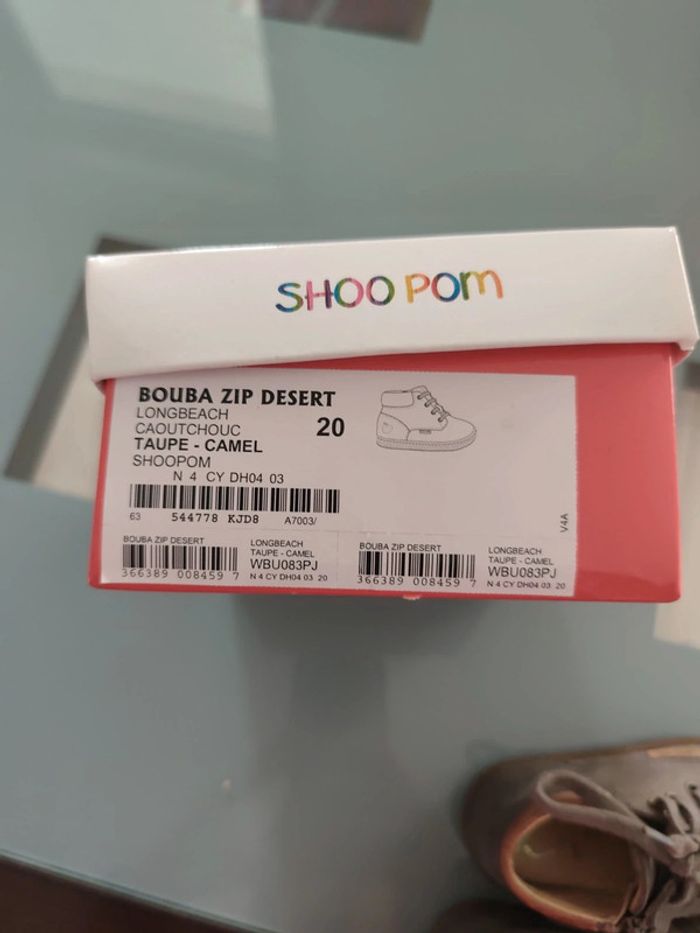 SHOO POM
BOUBA ZIP DESERT
LONGBEACH
CAOUTCHOUC
20
TAUPE - CAMEL
SHOOPOM
N 4 CY DH04 03
63 544778 KJD8 A7003/
V4A
BOUBA ZIP DESERT
LONGBEACH
TAUPE - CAMEL
WBU083PJ
366389 008459 7
N 4 CY DH04 03 20
BOUBA ZIP DESERT
LONGBEACH
TAUPE - CAMEL
WBU083PJ
366389 008459 7
N 4 CY DH04 03 20